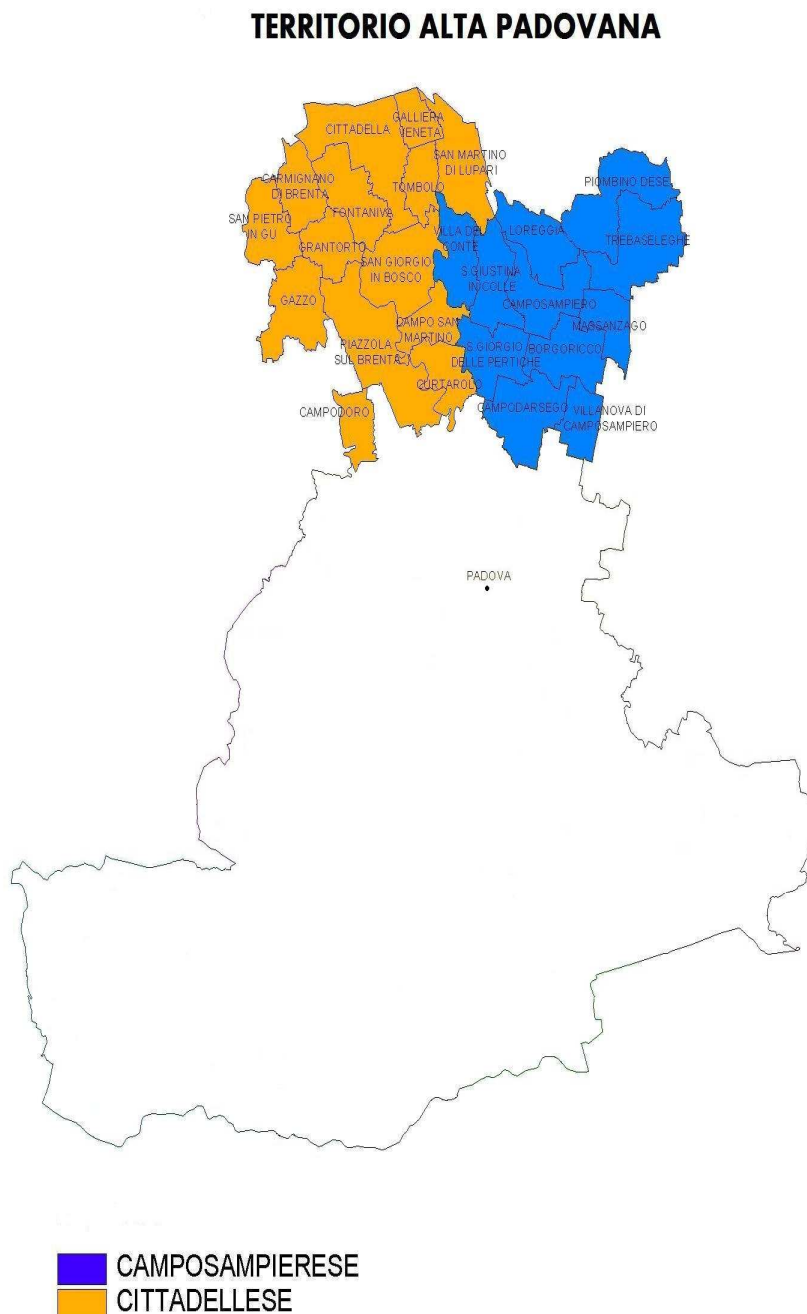 TERRITORIO ALTA PADOVANA
GALLIERA
VENETA
CITTADELLA
SAN MARTINO
DI LUPARI
CARMIGNANO
DI BRENTA
TOMBOLO
PIOMBINO DESE
SAN PIETRO
IN GU
FONTANIVA
VILLA DEL
CONTE
LOREGGIA
TREBASELEGHE
GRANTORTO
SAN GIORGIO
IN BOSCO
S.GIUSTINA
IN COLLE
GAZZO
CAMPOSAMPIERO
CAMPO SAN
MARTINO
MASSANZAGO
PIAZZOLA
SUL BRENTA
S.GIORGIO
DELLE PERTICHE
BORGORICCO
CURTAROLO
CAMPODORO
CAMPODARSEGO
VILLANOVA DI
CAMPOSAMPIERO
PADOVA
CAMPOSAMPIERESE
CITTADELLESE